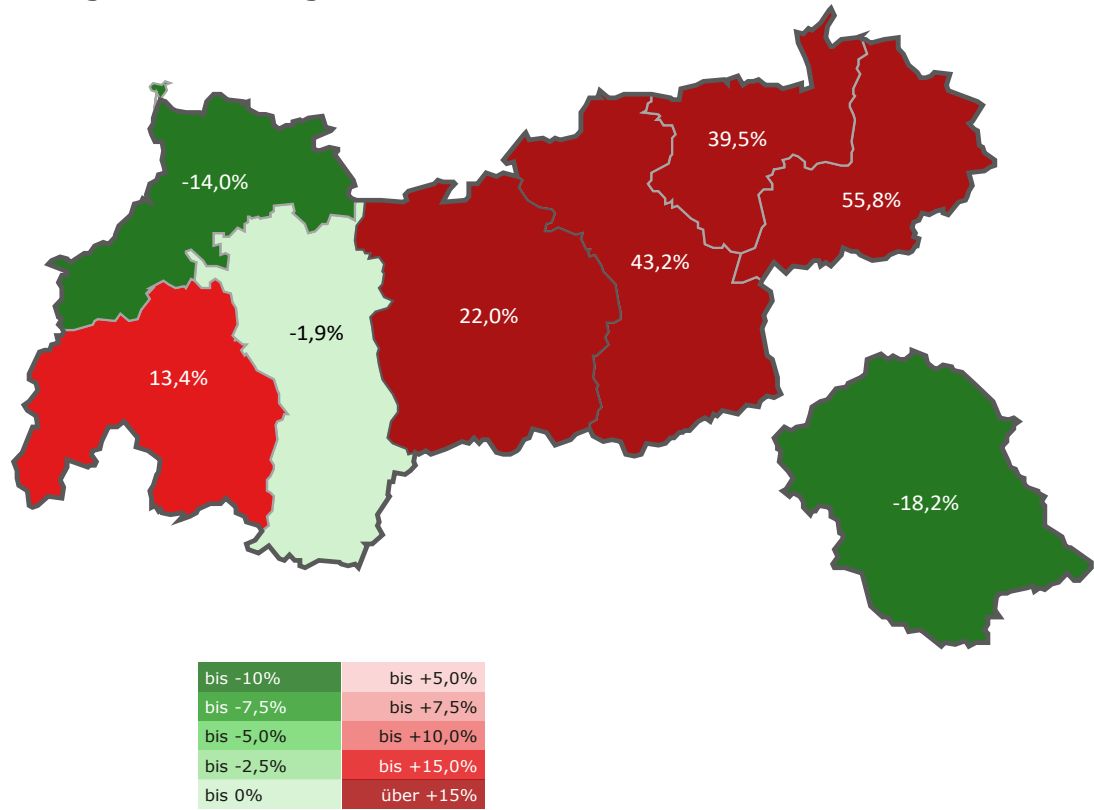 39,5%
-14,0%
55,8%
43,2%
22,0%
-1,9%
13,4%
-18,2%
bis -10% bis +5,0%
bis -7,5% bis +7,5%
bis -5,0% bis +10,0%
bis -2,5% bis +15,0%
bis 0% über +15%